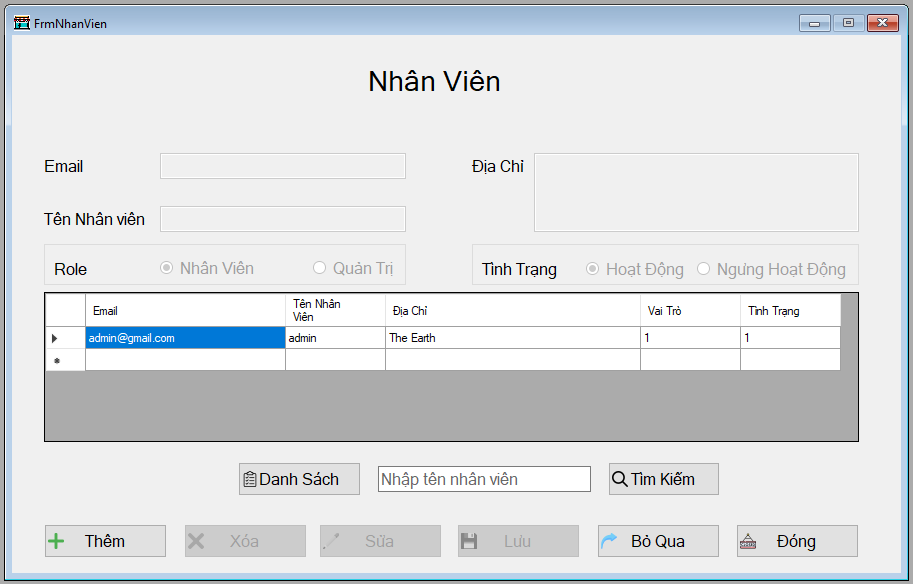 FrmNhanVien
Nhân Viên
Email
Địa Chỉ
Tên Nhân viên
Role
Nhân Viên
Quản Trị
Tình Trạng
Hoạt Động
Ngưng Hoạt Động
Email
Tên Nhân
Viên
Địa Chỉ
Vai Trò
Tình Trạng
admin@gmail.com
admin
The Earth
1
1
Danh Sách
Nhập tên nhân viên
Tìm Kiếm
Thêm
Xóa
Sữa
Lưu
Bỏ Qua
Đóng